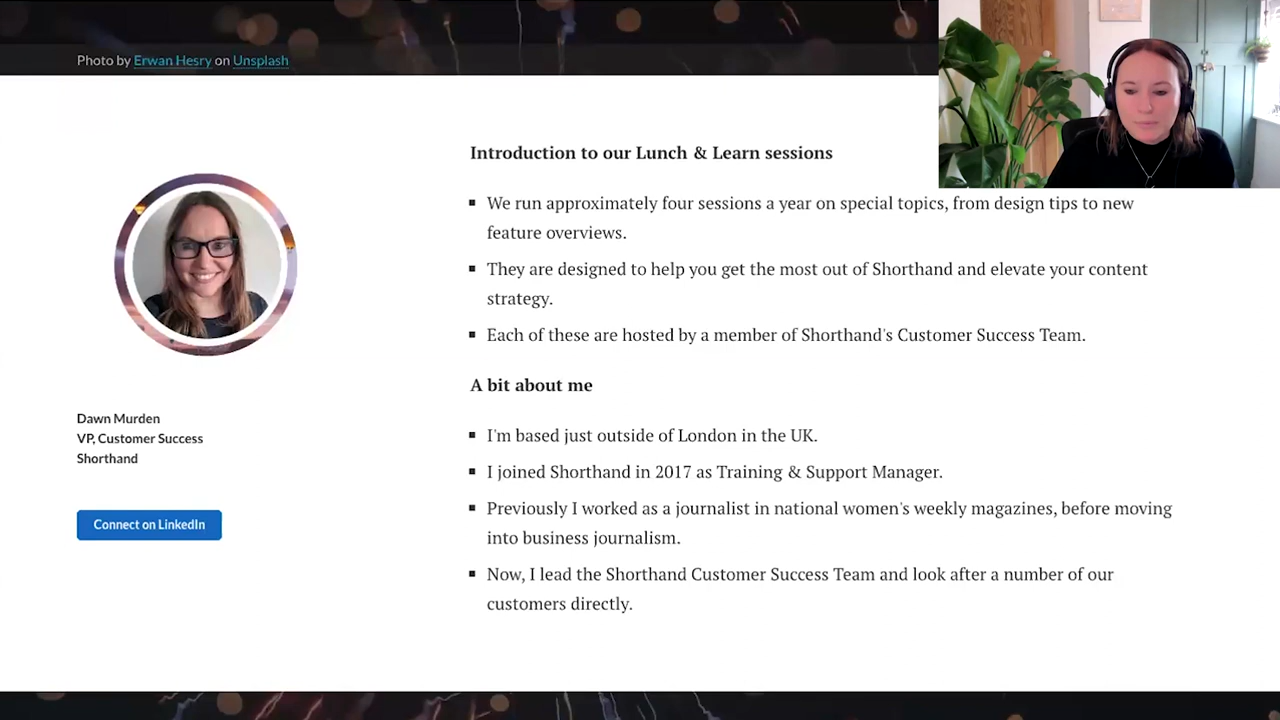 Photo by Erwan Hesry on Unsplash
Introduction to our Lunch & Learn sessions
We run approximately four sessions a year on special topics, from design tips to new
feature overviews.
They are designed to help you get the most out of Shorthand and elevate your content
strategy.
Each of these are hosted by a member of Shorthand's Customer Success Team.
A bit about me
I'm based just outside of London in the UK.
I joined Shorthand in 2017 as Training & Support Manager.
Previously I worked as a journalist in national women's weekly magazines, before moving
into business journalism.
Now, I lead the Shorthand Customer Success Team and look after a number of our
customers directly.
Dawn Murden
VP, Customer Success
Shorthand
Connect on LinkedIn